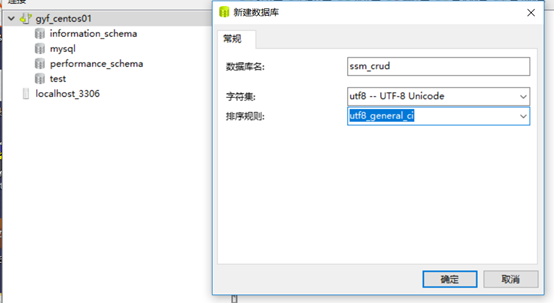 连接
gyf_centos01
information_schema
mysql
performance_schema
test
localhost_3306
新建数据库
常规
数据库名:
ssm_crud
字符集:
utf8 -- UTF-8 Unicode
排序规则:
utf8_general_ci
确定
取消